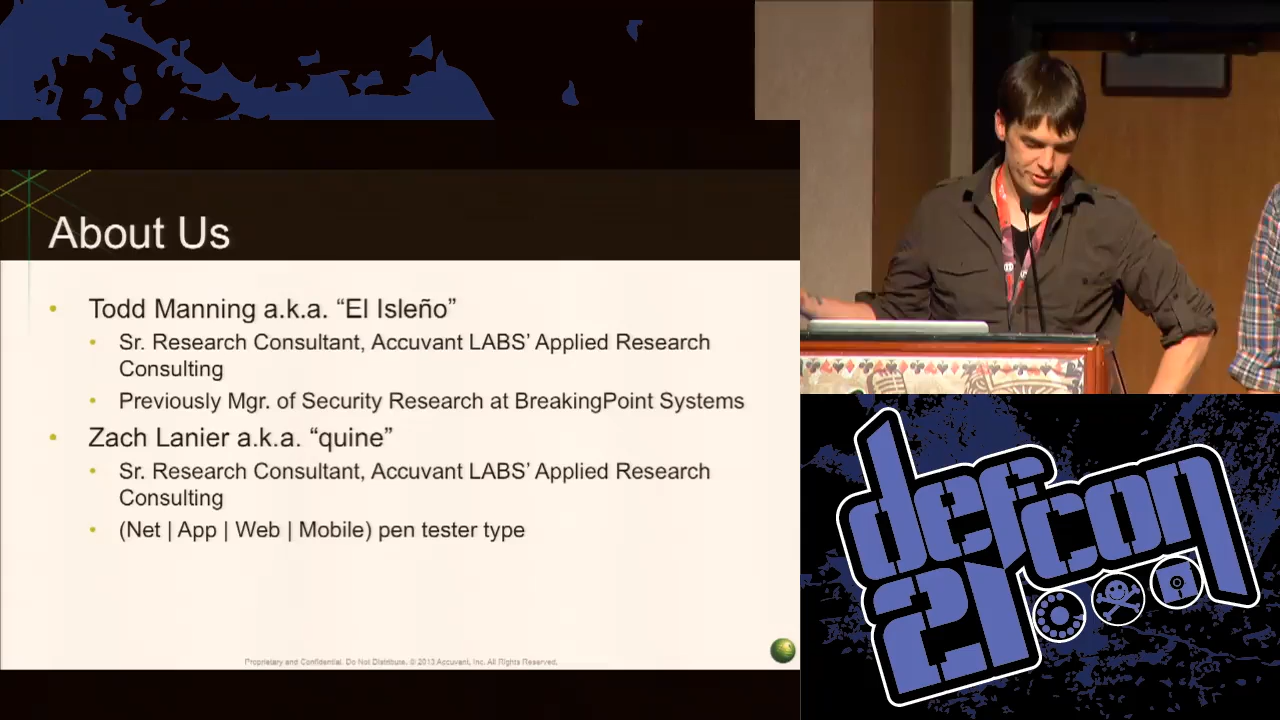 About Us
• Todd Manning a.k.a. “El Isleño”
• Sr. Research Consultant, Accuvant LABS’ Applied Research
Consulting
• Previously Mgr. of Security Research at BreakingPoint Systems
• Zach Lanier a.k.a. “quine”
• Sr. Research Consultant, Accuvant LABS’ Applied Research
Consulting
• (Net | App | Web | Mobile) pen tester type
Proprietary and Confidential. Do Not Distribute. © 2013 Accuvant, Inc. All Rights Reserved.
defcon
21